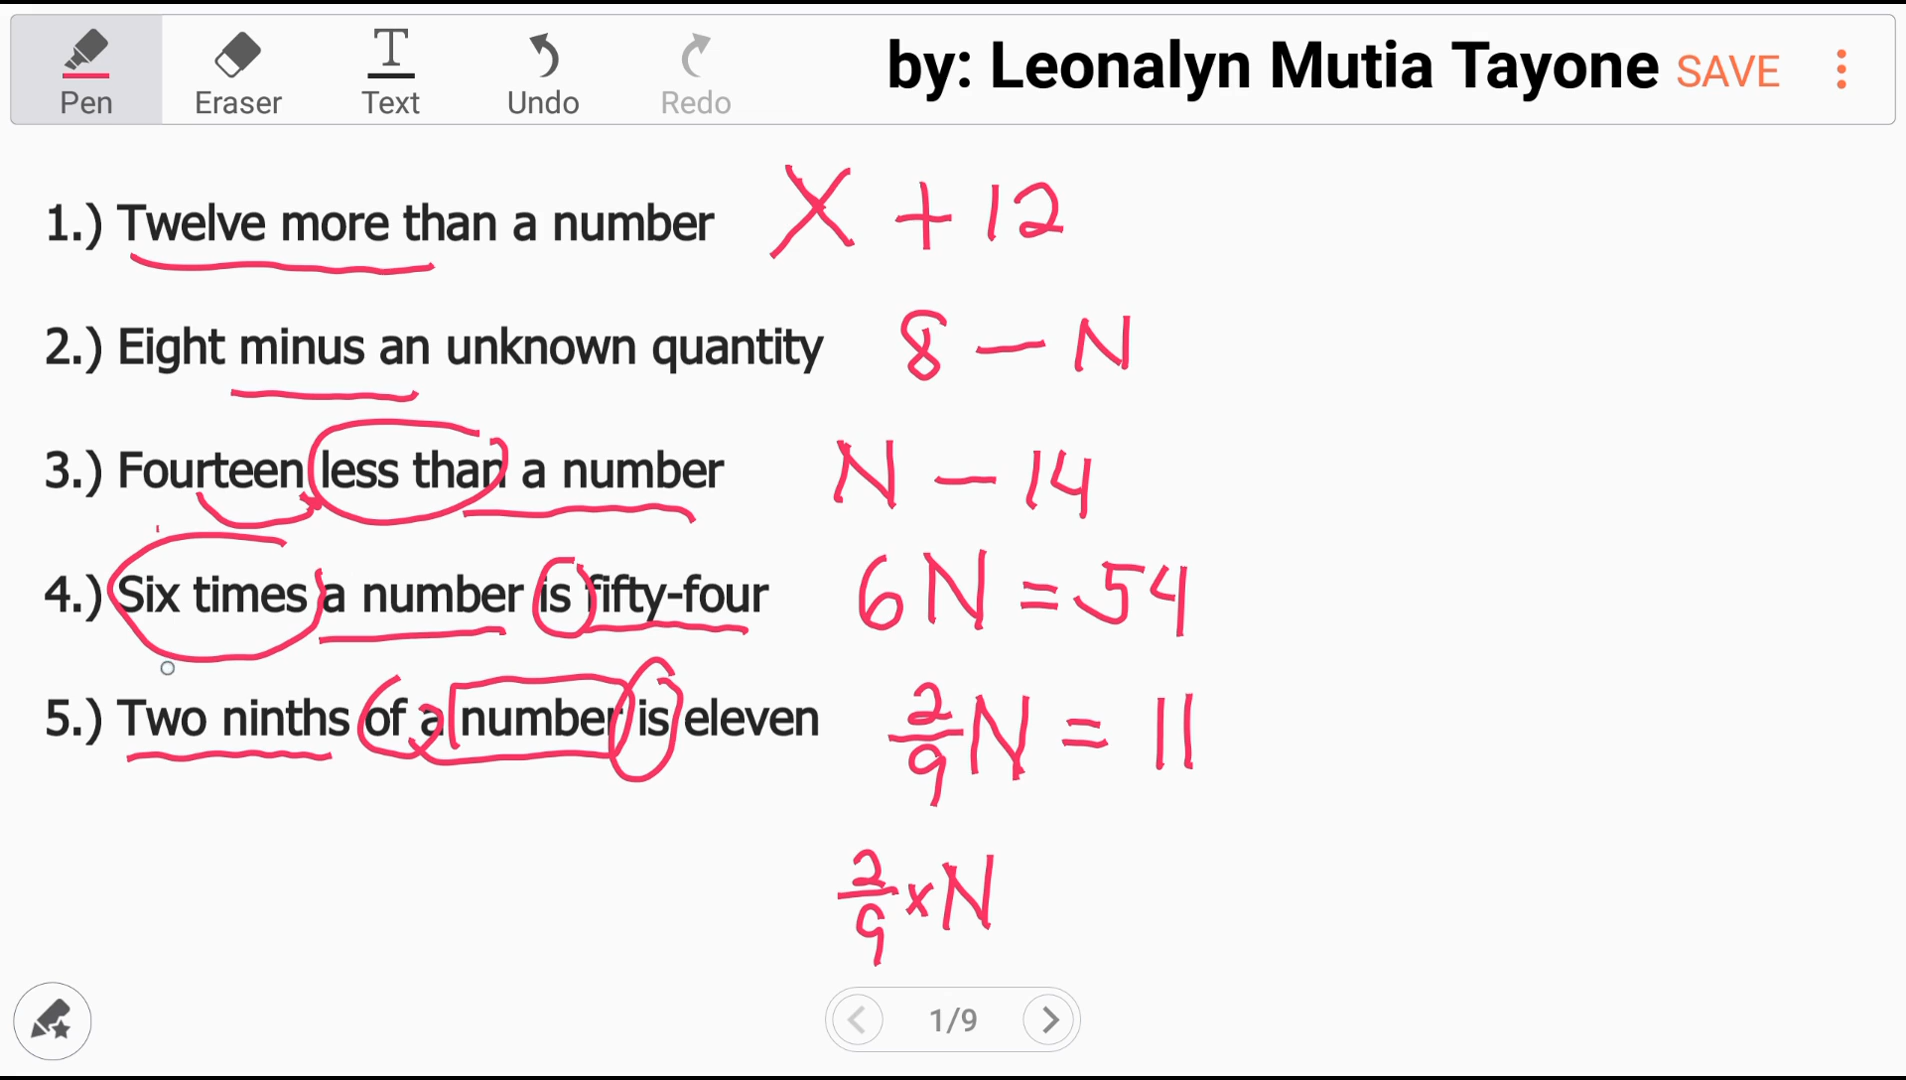 Pen Eraser Text Undo Redo by: Leonalyn Mutia Tayone SAVE
1.) Twelve more than a number X + 12
2.) Eight minus an unknown quantity 8 - N
3.) Fourteen less than a number N - 14
4.) Six times a number is fifty-four 6N = 54
5.) Two ninths of a number is eleven 2/9 N = 11
2/9 x N
1/9